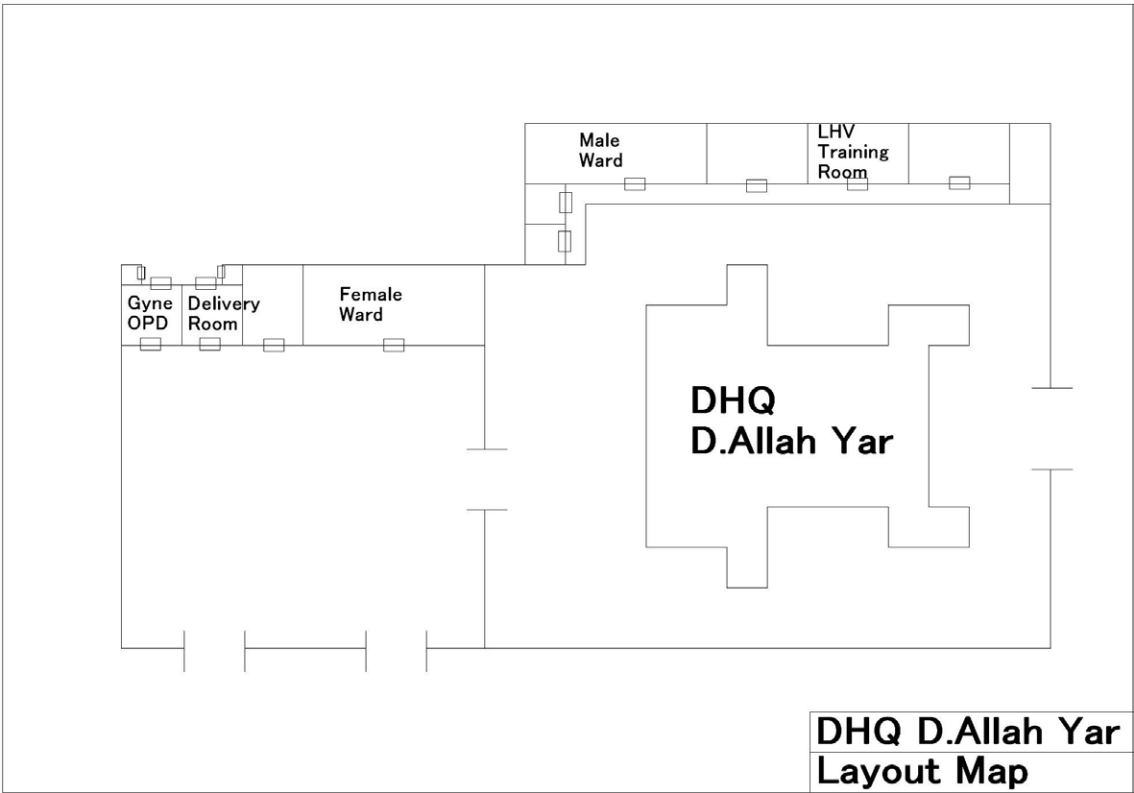 Male
Ward
LHV
Training
Room
Gyne
OPD
Delivery
Room
Female
Ward
DHQ
D.Allah Yar
DHQ D.Allah Yar
Layout Map